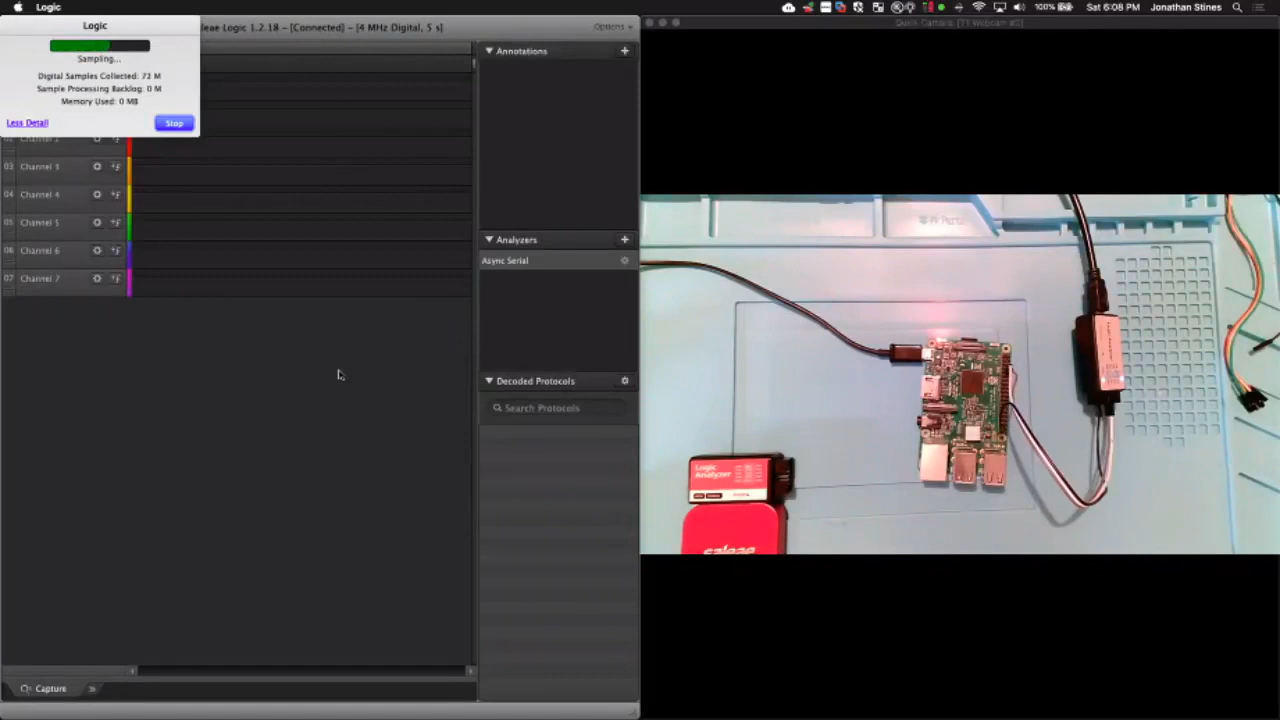 Logic
100%
Sat 6:08 PM
Jonathan Stines
Logic
Sampling...
Digital Samples Collected: 72 M
Sample Processing Backlog: 0 M
Memory Used: 0 MB
Less Detail
Stop
leae Logic 1.2.18 – [Connected] – [4 MHz Digital, 5 s]
Options
Annotations
03 Channel 3
04 Channel 4
05 Channel 5
06 Channel 6
07 Channel 7
Analyzers
Async Serial
Decoded Protocols
Search Protocols
Capture
Logic Analyzer
Logic
Analyzer
saleae